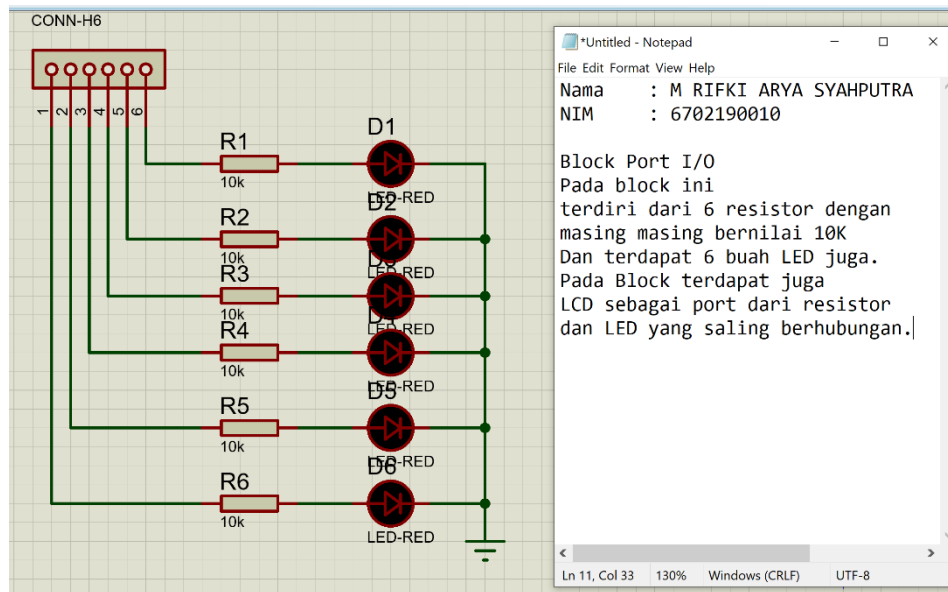 CONN-H6
1
2
3
4
5
6
R1
10k
D1
LED-RED
R2
10k
D2
LED-RED
R3
10k
D3
LED-RED
R4
10k
D4
LED-RED
R5
10k
D5
LED-RED
R6
10k
D6
LED-RED
*Untitled - Notepad
File Edit Format View Help
Nama : M RIFKI ARYA SYAHPUTRA
NIM : 6702190010
Block Port I/O
Pada block ini
terdiri dari 6 resistor dengan
masing masing bernilai 10K
Dan terdapat 6 buah LED juga.
Pada Block terdapat juga
LCD sebagai port dari resistor
dan LED yang saling berhubungan.
Ln 11, Col 33 130% Windows (CRLF) UTF-8